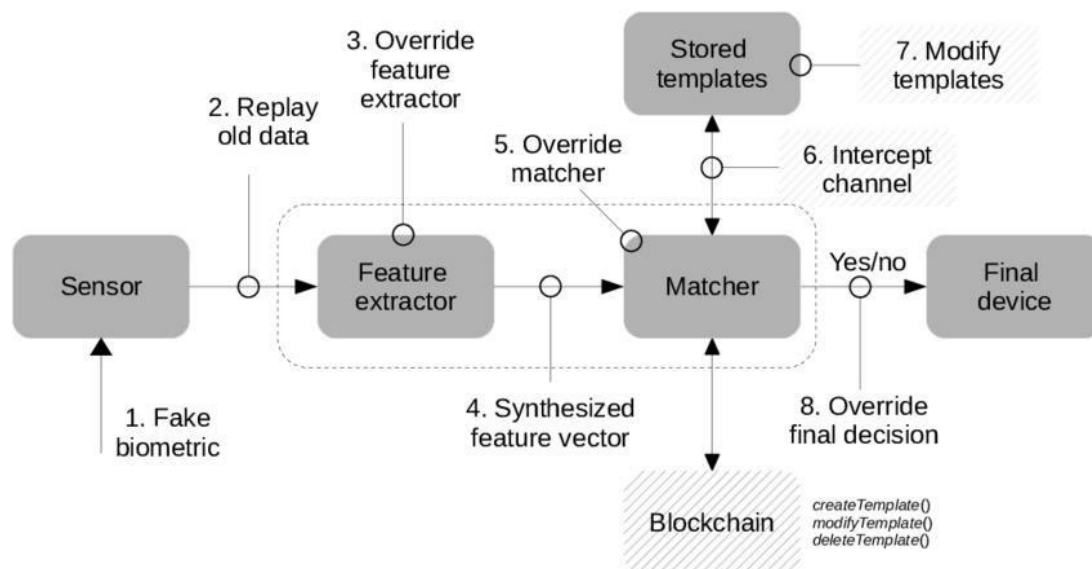 3. Override
feature
extractor
Stored
templates
7. Modify
templates
2. Replay
old data
5. Override
matcher
6. Intercept
channel
Sensor
Feature
extractor
Matcher
Yes/no
Final
device
1. Fake
biometric
4. Synthesized
feature vector
8. Override
final decision
Blockchain
createTemplate()
modifyTemplate()
deleteTemplate()